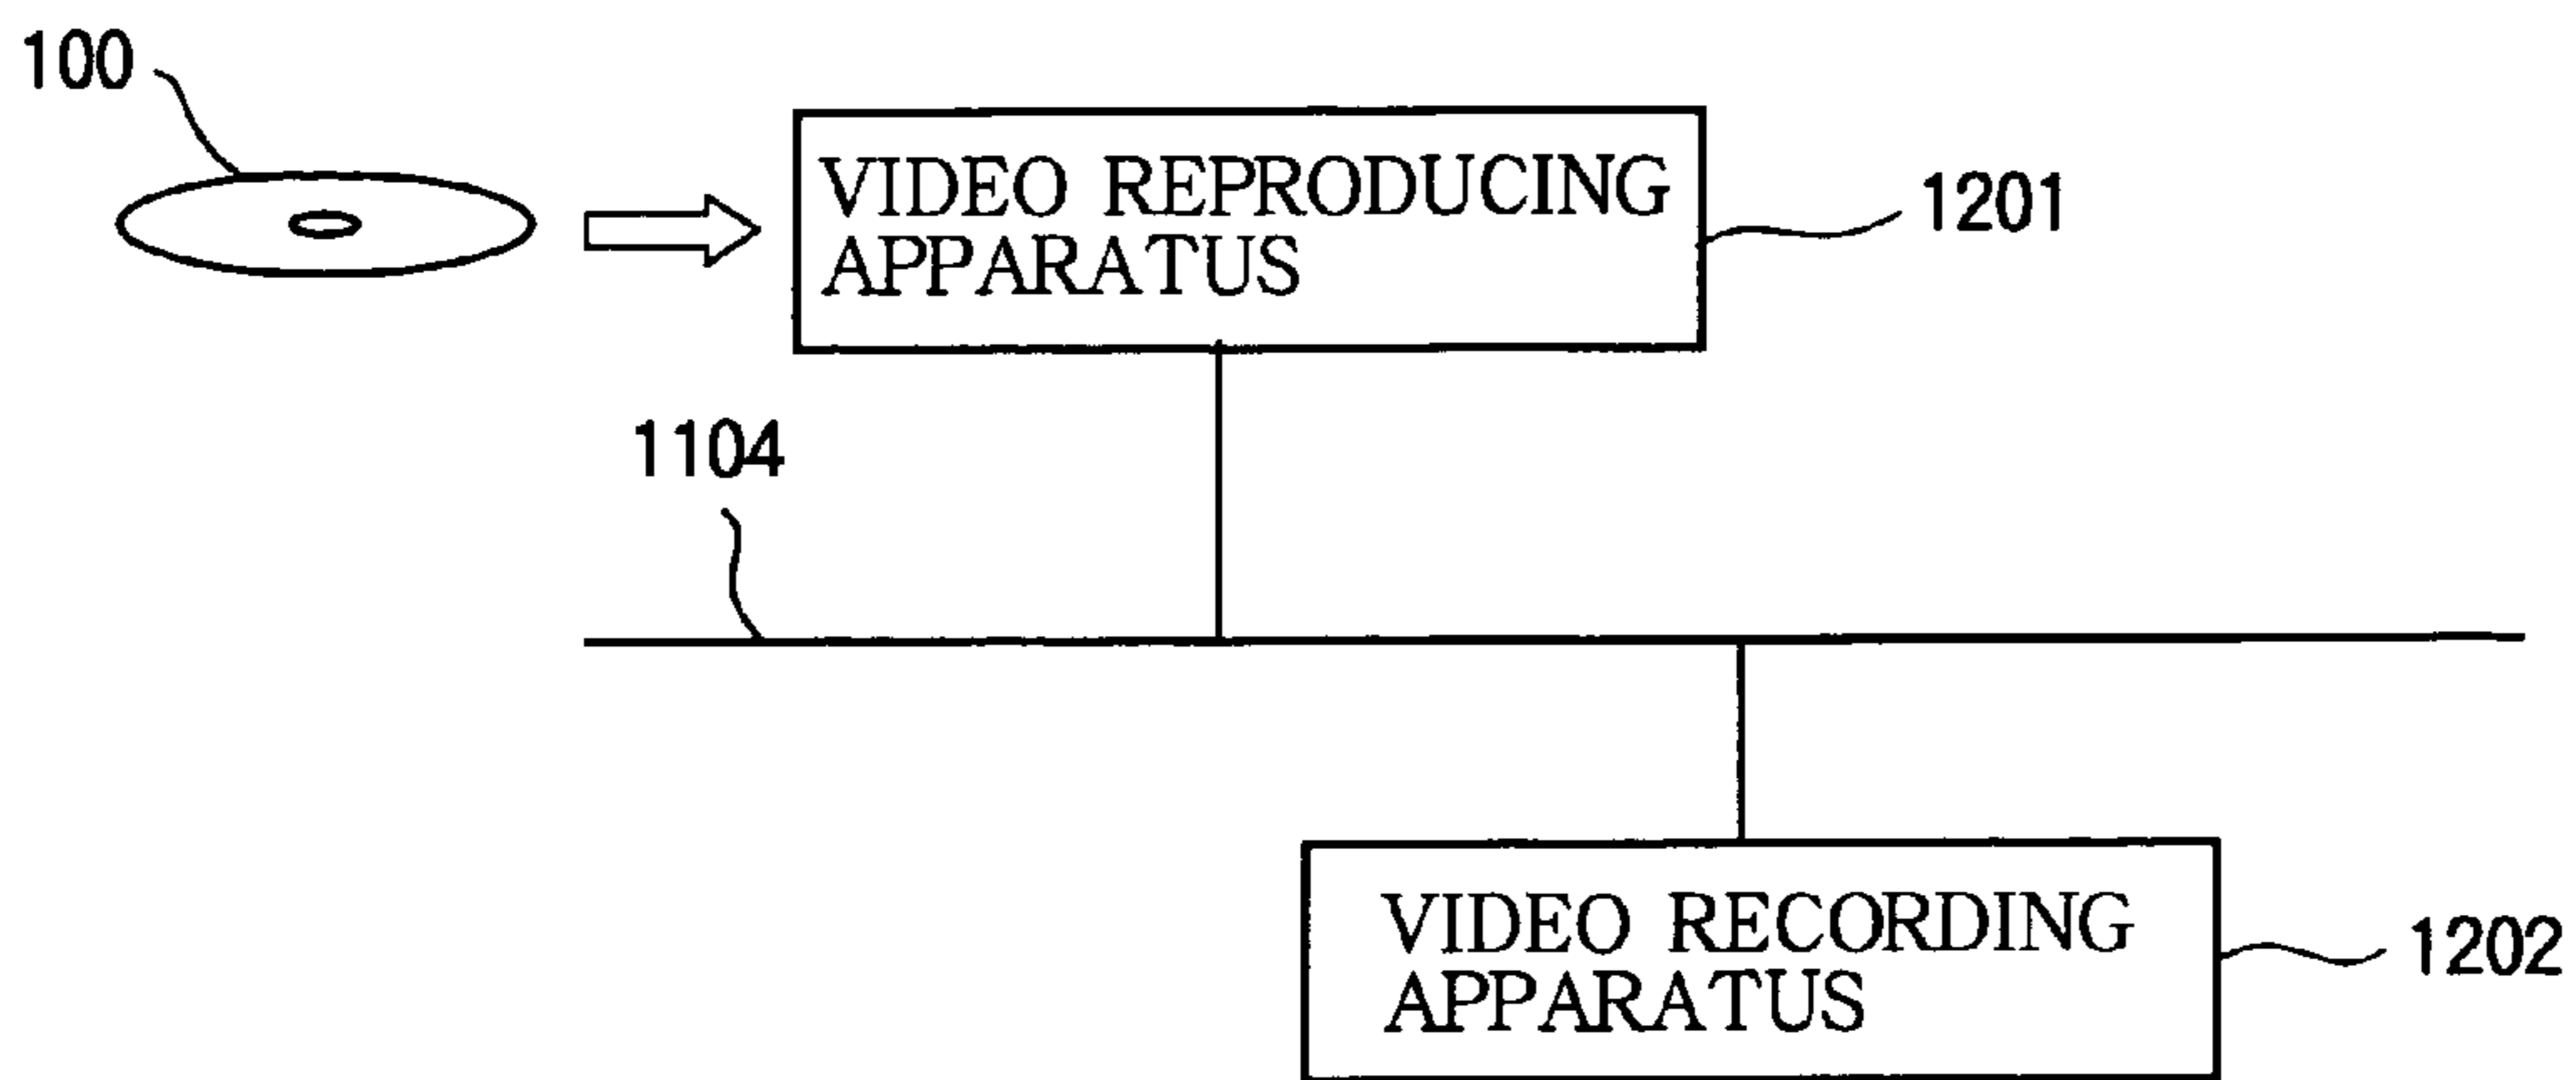 100
VIDEO REPRODUCING
APPARATUS
1201
1104
VIDEO RECORDING
APPARATUS
1202